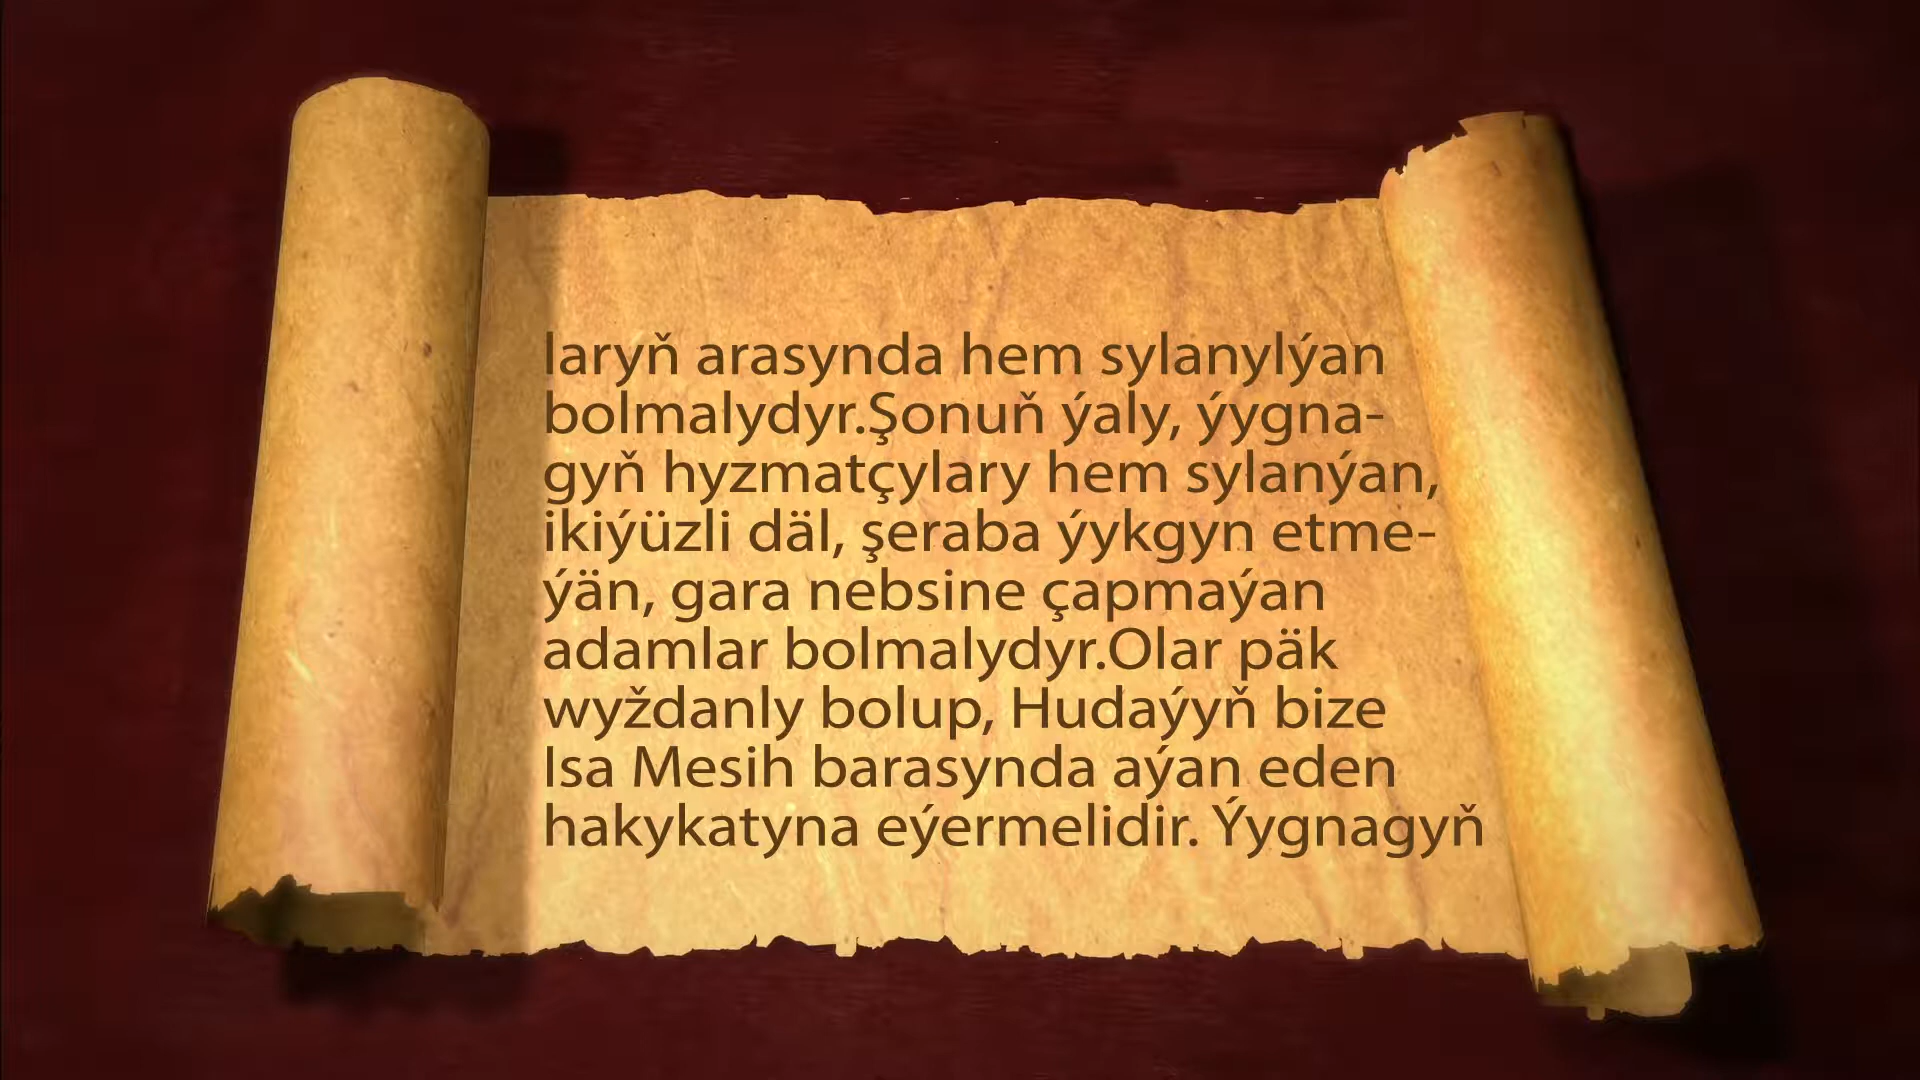 laryň arasynda hem sylanylýan
bolmalydyr.Şonuň ýaly, ýygna-
gyň hyzmatçylary hem sylanýan,
ikiýüzli däl, şeraba ýykgyn etme-
ýän, gara nebsine çapmaýan
adamlar bolmalydyr.Olar päk
wyždanly bolup, Hudaýyň bize
Isa Mesih barasynda aýan eden
hakykatyna eýermelidir. Ýygnagyň